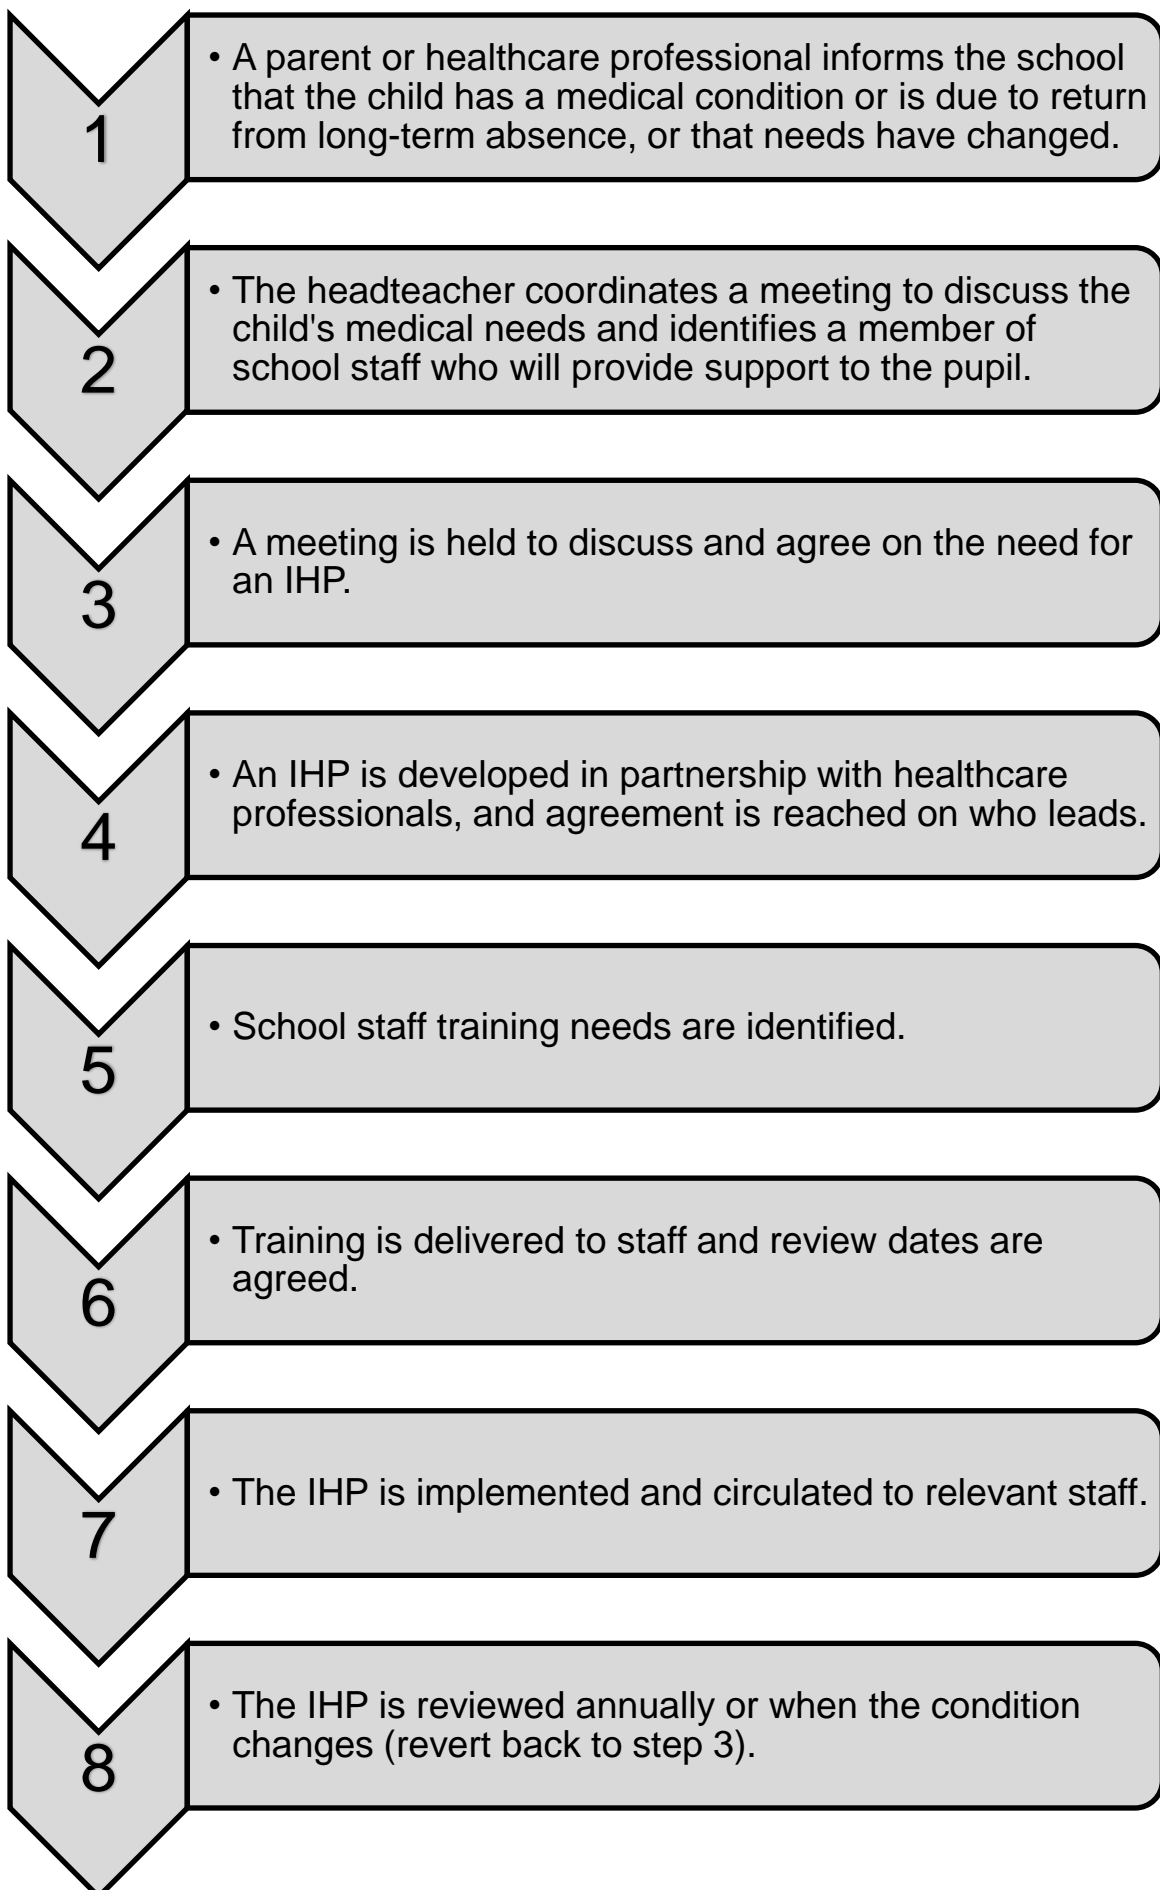 1
• A parent or healthcare professional informs the school
that the child has a medical condition or is due to return
from long-term absence, or that needs have changed.
2
• The headteacher coordinates a meeting to discuss the
child's medical needs and identifies a member of
school staff who will provide support to the pupil.
3
• A meeting is held to discuss and agree on the need for
an IHP.
4
• An IHP is developed in partnership with healthcare
professionals, and agreement is reached on who leads.
5
• School staff training needs are identified.
6
• Training is delivered to staff and review dates are
agreed.
7
• The IHP is implemented and circulated to relevant staff.
8
• The IHP is reviewed annually or when the condition
changes (revert back to step 3).